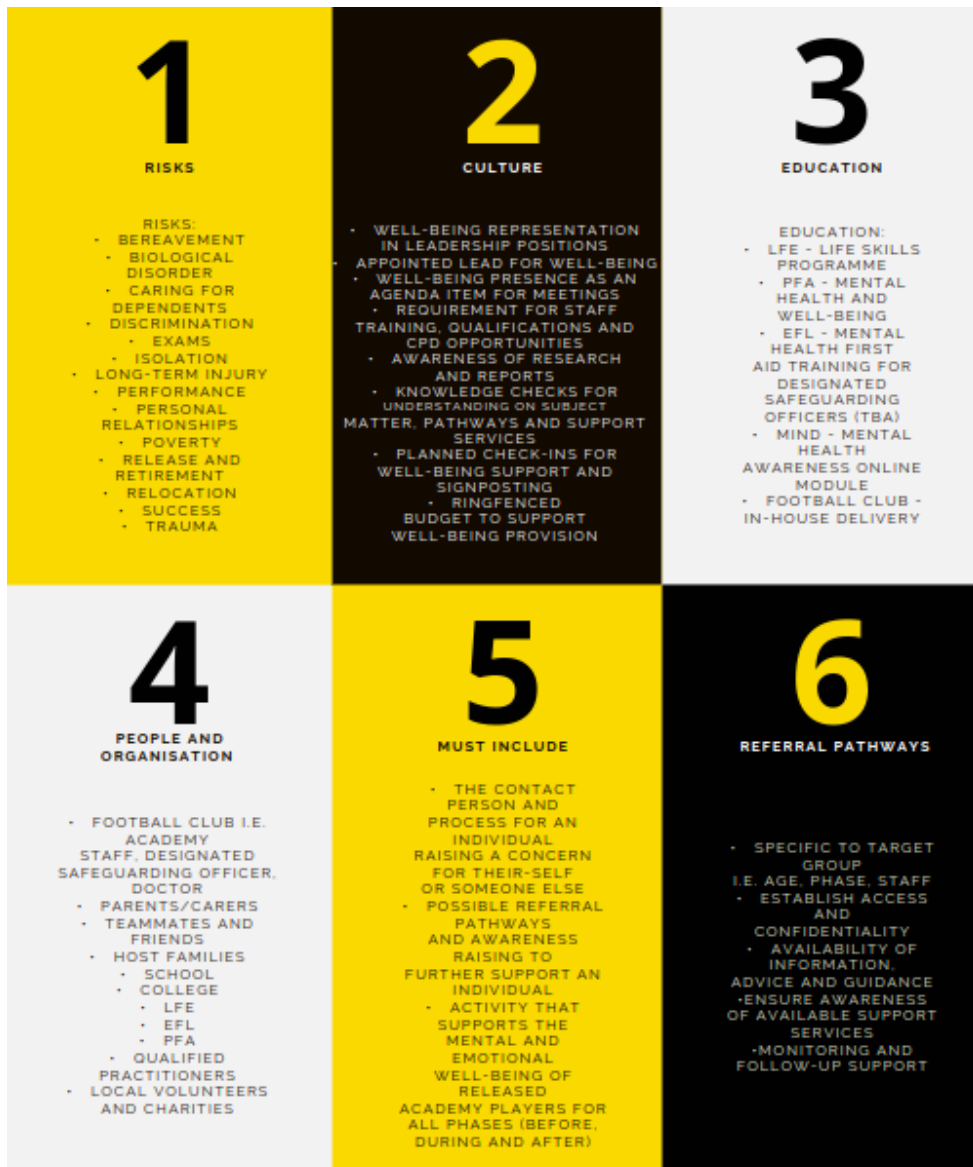 1
RISKS
RISKS:
• BEREAVEMENT
• BIOLOGICAL
DISORDER
• CARING FOR
DEPENDENTS
• DISCRIMINATION
• EXAMS
• ISOLATION
• LONG-TERM INJURY
• PERFORMANCE
• PERSONAL
RELATIONSHIPS
• POVERTY
• RELEASE AND
RETIREMENT
• RELOCATION
• SUCCESS
• TRAUMA
2
CULTURE
• WELL-BEING REPRESENTATION
IN LEADERSHIP POSITIONS
• APPOINTED LEAD FOR WELL-BEING
• WELL-BEING PRESENCE AS AN
AGENDA ITEM FOR MEETINGS
• REQUIREMENT FOR STAFF
TRAINING, QUALIFICATIONS AND
CPD OPPORTUNITIES
• AWARENESS OF RESEARCH
AND REPORTS
• KNOWLEDGE CHECKS FOR
UNDERSTANDING ON SUBJECT
MATTER, PATHWAYS AND SUPPORT
SERVICES
• PLANNED CHECK-INS FOR
WELL-BEING SUPPORT AND
SIGNPOSTING
• RINGFENCED
BUDGET TO SUPPORT
WELL-BEING PROVISION
3
EDUCATION
EDUCATION:
• LFE - LIFE SKILLS
PROGRAMME
• PFA - MENTAL
HEALTH AND
WELL-BEING
• EFL - MENTAL
HEALTH FIRST
AID TRAINING FOR
DESIGNATED
SAFEGUARDING
OFFICERS (TBA)
• MIND - MENTAL
HEALTH
AWARENESS ONLINE
MODULE
• FOOTBALL CLUB -
IN-HOUSE DELIVERY
4
PEOPLE AND
ORGANISATION
• FOOTBALL CLUB I.E.
ACADEMY
STAFF, DESIGNATED
SAFEGUARDING OFFICER,
DOCTOR
• PARENTS/CARERS
• TEAMMATES AND
FRIENDS
• HOST FAMILIES
• SCHOOL
• COLLEGE
• LFE
• EFL
• PFA
• QUALIFIED
PRACTITIONERS
• LOCAL VOLUNTEERS
AND CHARITIES
5
MUST INCLUDE
• THE CONTACT
PERSON AND
PROCESS FOR AN
INDIVIDUAL
RAISING A CONCERN
FOR THEIR-SELF
OR SOMEONE ELSE
• POSSIBLE REFERRAL
PATHWAYS
AND AWARENESS
RAISING TO
FURTHER SUPPORT AN
INDIVIDUAL
• ACTIVITY THAT
SUPPORTS THE
MENTAL AND
EMOTIONAL
WELL-BEING OF
RELEASED
ACADEMY PLAYERS FOR
ALL PHASES (BEFORE,
DURING AND AFTER)
6
REFERRAL PATHWAYS
• SPECIFIC TO TARGET
GROUP
I.E. AGE, PHASE, STAFF
• ESTABLISH ACCESS
AND
CONFIDENTIALITY
• AVAILABILITY OF
INFORMATION,
ADVICE AND GUIDANCE
•ENSURE AWARENESS
OF AVAILABLE SUPPORT
SERVICES
•MONITORING AND
FOLLOW-UP SUPPORT